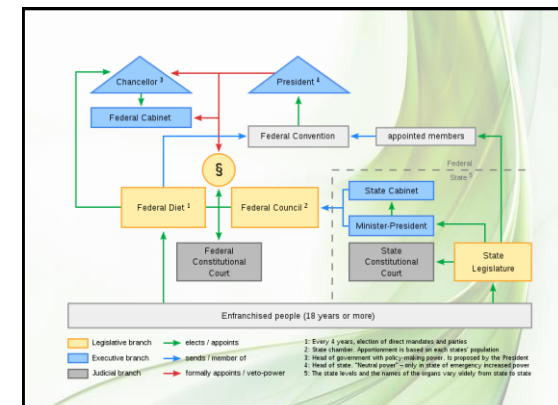 Chancellor 3
President 4
Federal Cabinet
Federal Convention
appointed members
Federal
State 5
§
State Cabinet
Federal Diet 1
Federal Council 2
Minister-President
Federal
Constitutional
Court
State
Constitutional
Court
State
Legislature
Enfranchised people (18 years or more)
Legislative branch
elects / appoints
Executive branch
sends / member of
Judicial branch
formally appoints / veto-power
1: Every 4 years, election of direct mandates and parties
2: State chamber. Apportionment is based on each states' population
3: Head of government with policy-making power. Is proposed by the President
4: Head of state. "Neutral power" – only in state of emergency increased power
5: The state levels and the names of the organs vary widely from state to state